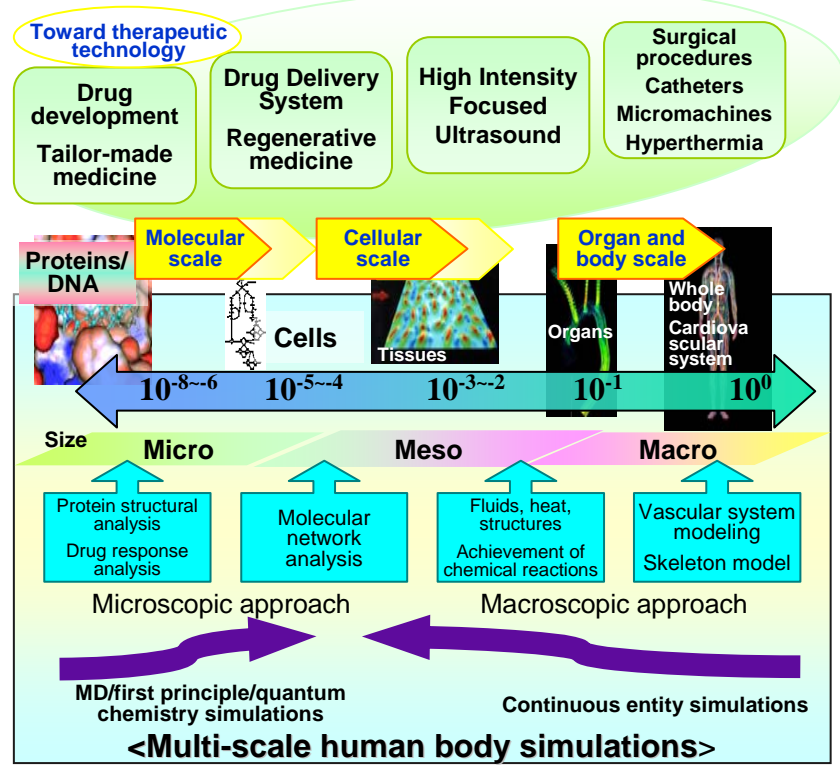 Toward therapeutic
technology
Drug
development
Tailor-made
medicine
Drug Delivery
System
Regenerative
medicine
High Intensity
Focused
Ultrasound
Surgical
procedures
Catheters
Micromachines
Hyperthermia
Molecular
scale
Cellular
scale
Organ and
body scale
Proteins/
DNA
Cells
Tissues
Organs
Whole
body
Cardiova
scular
system
10-8~-6
10-5~-4
10-3~-2
10-1
100
Size
Micro
Meso
Macro
Protein structural
analysis
Drug response
analysis
Molecular
network
analysis
Fluids, heat,
structures
Achievement of
chemical reactions
Vascular system
modeling
Skeleton model
Microscopic approach
Macroscopic approach
MD/first principle/quantum
chemistry simulations
Continuous entity simulations
<Multi-scale human body simulations>